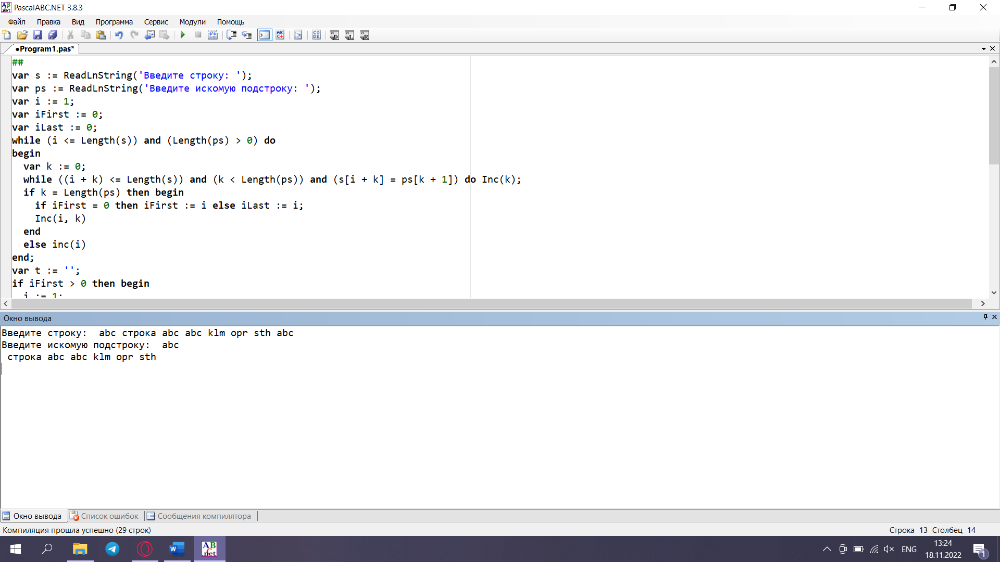 PascalABC.NET 3.8.3
Файл Правка Вид Программа Сервис Модули Помощь
●Program1.pas*
##
var s := ReadLnString('Введите строку: ');
var ps := ReadLnString('Введите искомую подстроку: ');
var i := 1;
var iFirst := 0;
var iLast := 0;
while (i <= Length(s)) and (Length(ps) > 0) do
begin
  var k := 0;
  while ((i + k) <= Length(s)) and (k < Length(ps)) and (s[i + k] = ps[k + 1]) do Inc(k);
  if k = Length(ps) then begin
    if iFirst = 0 then iFirst := i else iLast := i;
    Inc(i, k)
  end
  else inc(i)
end;
var t := '';
if iFirst > 0 then begin
  i := 1;
Окно вывода
Введите строку:  abc строка abc abc klm opr sth abc
Введите искомую подстроку:  abc
 строка abc abc klm opr sth
Окно вывода Список ошибок Сообщения компилятора
Компиляция прошла успешно (29 строк) Строка 13 Столбец 14
ENG 13:24
18.11.2022
1